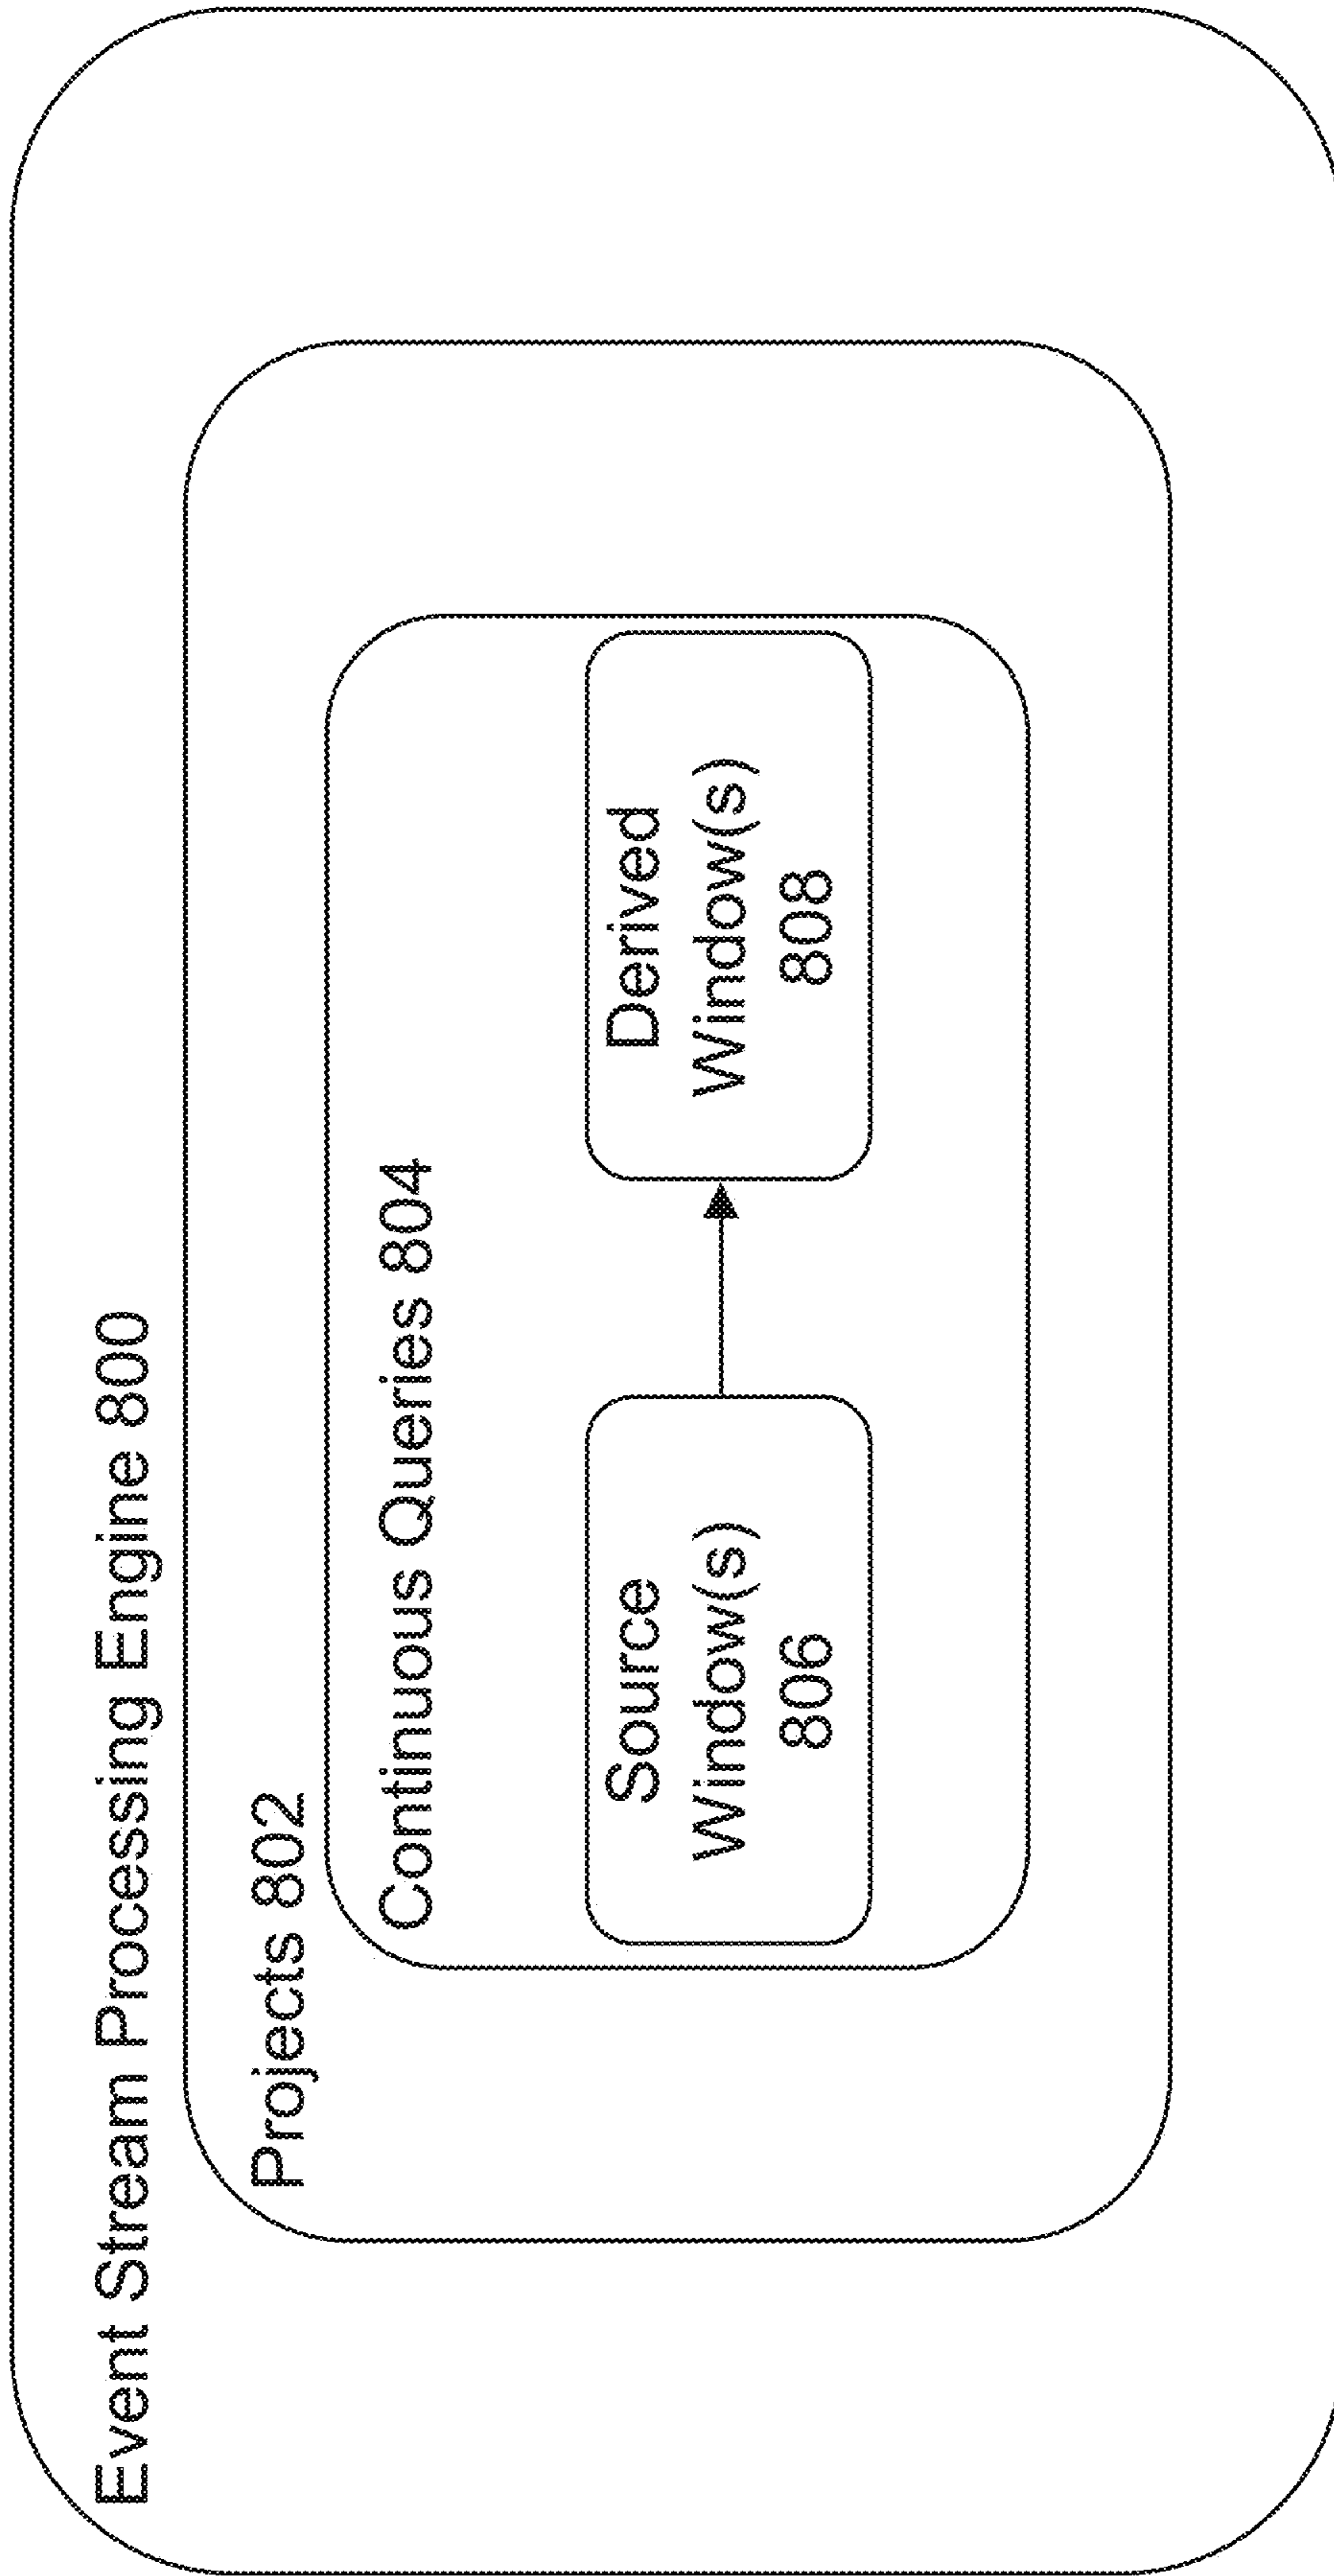 Event Stream Processing Engine 800
Projects 802
Continuous Queries 804
Source
Window(s)
806
Derived
Window(s)
808